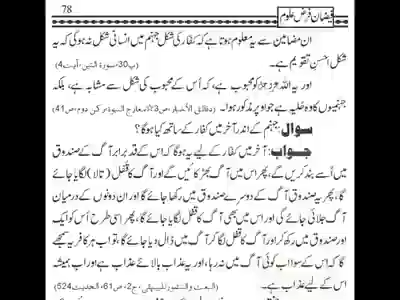 78
فیضان فرض علوم
ان مضامین سے یہ معلوم ہوتا ہے کہ کفار کی شکل جہنم میں انسانی شکل نہ ہوگی کہ یہ
شکل احسنِ تقویم ہے۔ (پ30،سورۃ التین،آیت4)
اور یہ اللہ عزوجل کو محبوب ہے، کہ اُس کے محبوب کی شکل سے مشابہ ہے، بلکہ
جہنمیوں کا وہ حلیہ ہے جو اوپر مذکور ہوا۔ (دقائق الأخبار،ص3☆معارج النبوۃ،رکن دوم،ص41)
سوال: جہنم کے اندر آخر میں کفار کے ساتھ کیا ہوگا؟
جواب: آخر میں کفار کے لیے یہ ہوگا کہ اس کے قد برابر آگ کے صندوق
میں اُسے بند کریں گے، پھر اس میں آگ بھڑکائیں گے اور آگ کا قفل (تالا) لگایا جائے
گا، پھر یہ صندوق آگ کے دوسرے صندوق میں رکھا جائے گا اور ان دونوں کے درمیان
آگ جلائی جائے گی اور اس میں بھی آگ کا قفل لگایا جائے گا، پھر اسی طرح اُس کو ایک
اور صندوق میں رکھ کر اور آگ کا قفل لگا کر آگ میں ڈال دیا جائے گا، تو اب ہر کافر یہ سمجھے
گا کہ اس کے سوا اب کوئی آگ میں نہ رہا، اور یہ عذاب بالائے عذاب ہے اور اب ہمیشہ
اس کے لیے عذاب ہے۔ (البعث والنشور للبیہقی،ج2،ص61،الحدیث524)